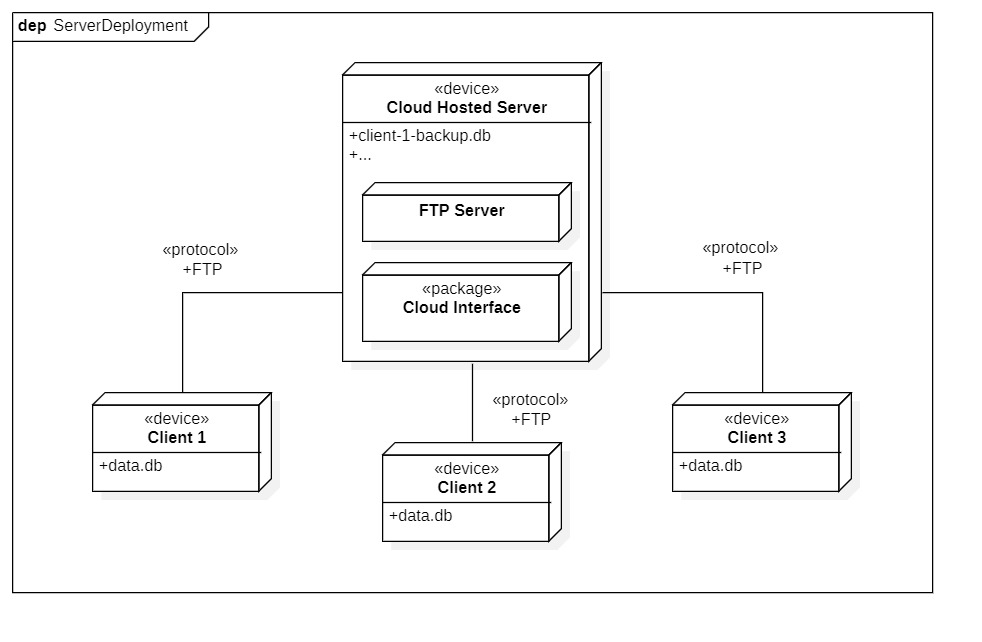 dep ServerDeployment
«device»
Cloud Hosted Server
+client-1-backup.db
+...
FTP Server
«package»
Cloud Interface
«protocol»
+FTP
«protocol»
+FTP
«protocol»
+FTP
«device»
Client 1
+data.db
«device»
Client 2
+data.db
«device»
Client 3
+data.db